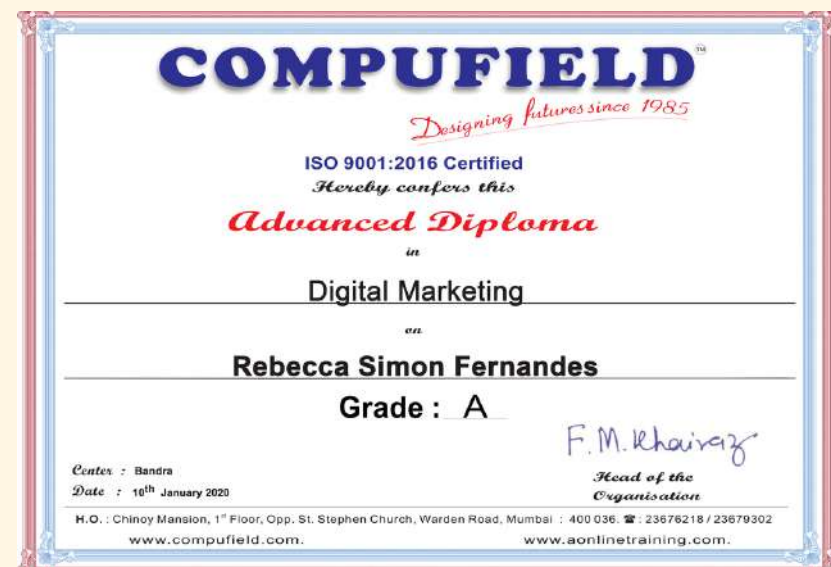 COMPUFIELD TM
Designing futures since 1985
ISO 9001:2016 Certified
Hereby confers this
Advanced Diploma
in
Digital Marketing
on
Rebecca Simon Fernandes
Grade : A
F. M. Khairaz
Center : Bandra
Head of the
Date : 10th January 2020
Organisation
H.O. : Chinoy Mansion, 1st Floor, Opp. St. Stephen Church, Warden Road, Mumbai : 400 036. ☎ : 23676218 / 23679302
www.compufield.com. www.aonlinetraining.com.